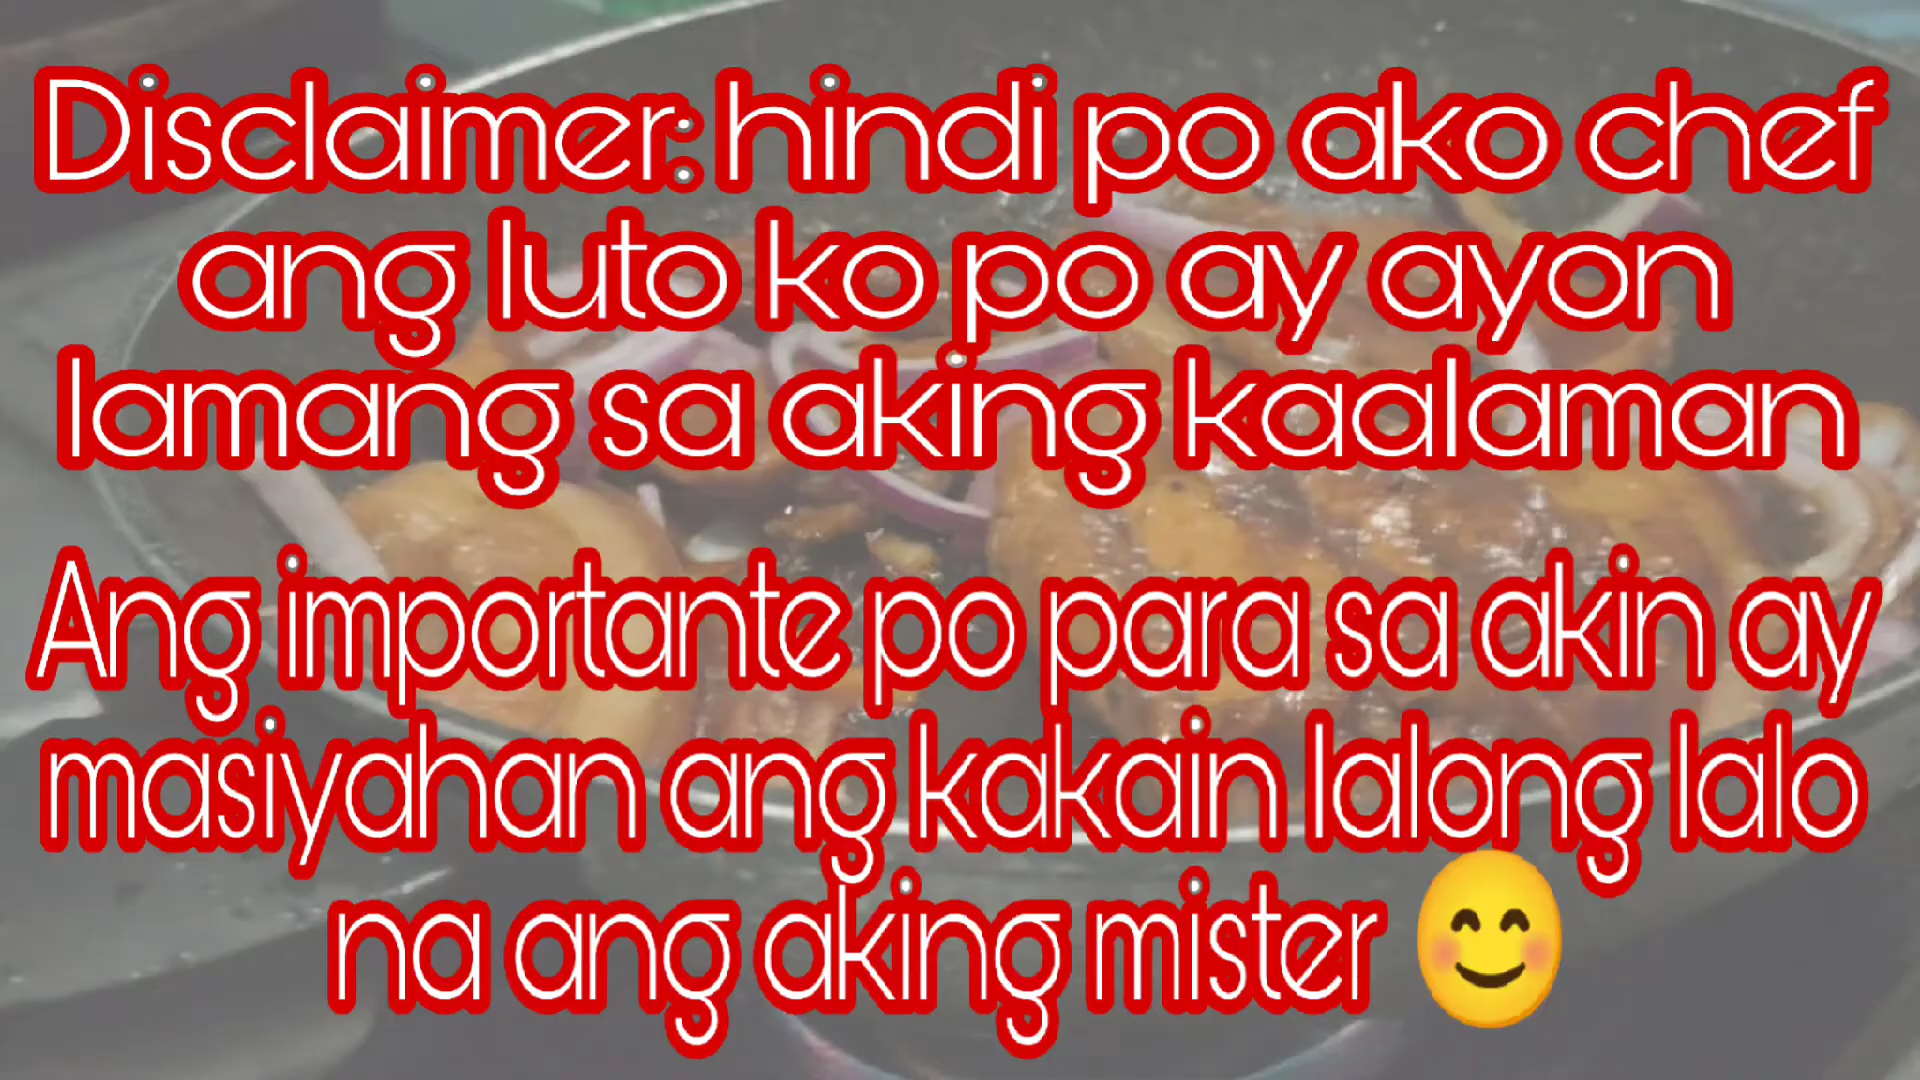 Disclaimer: hindi po ako chef
ang luto ko po ay ayon
lamang sa aking kaalaman
Ang importante po para sa akin ay
masiyahan ang kakain lalong lalo
na ang aking mister 😊